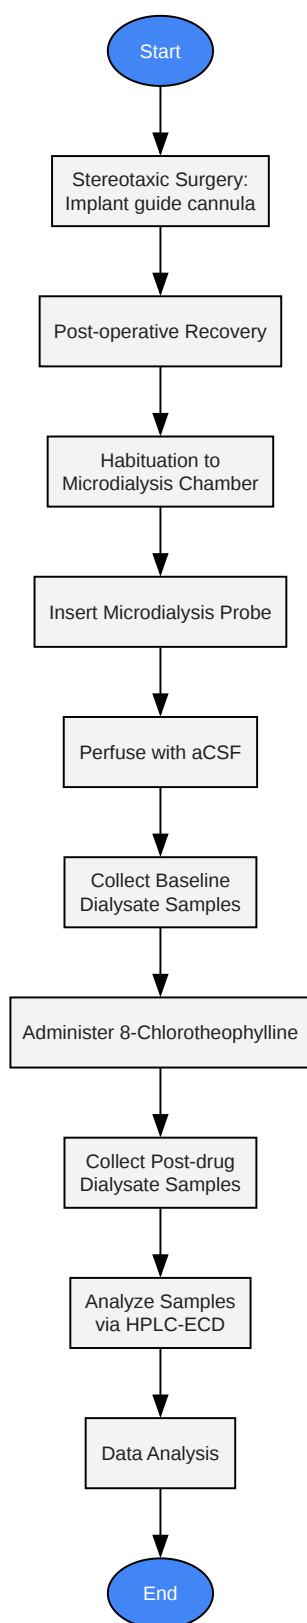 Start
Stereotaxic Surgery:
Implant guide cannula
Post-operative Recovery
Habituation to
Microdialysis Chamber
Insert Microdialysis Probe
Perfuse with aCSF
Collect Baseline
Dialysate Samples
Administer 8-Chlorotheophylline
Collect Post-drug
Dialysate Samples
Analyze Samples
via HPLC-ECD
Data Analysis
End